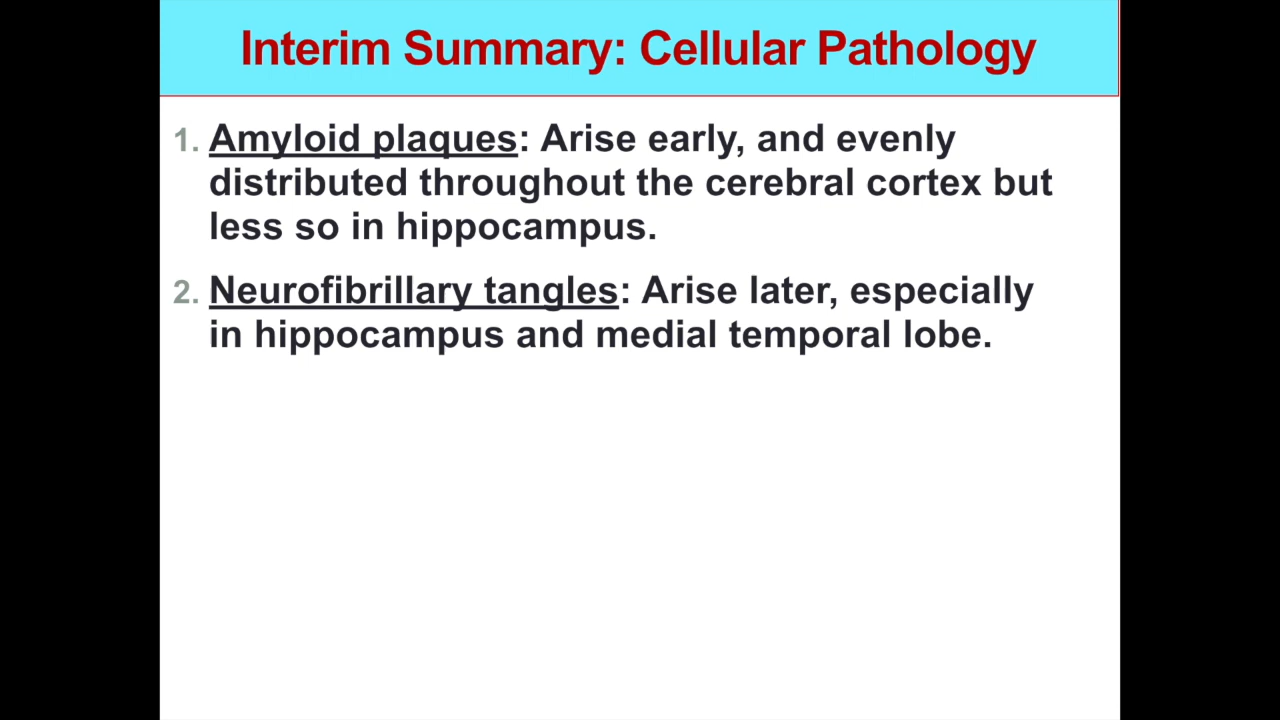 Interim Summary: Cellular Pathology
1. Amyloid plaques: Arise early, and evenly
distributed throughout the cerebral cortex but
less so in hippocampus.
2. Neurofibrillary tangles: Arise later, especially
in hippocampus and medial temporal lobe.